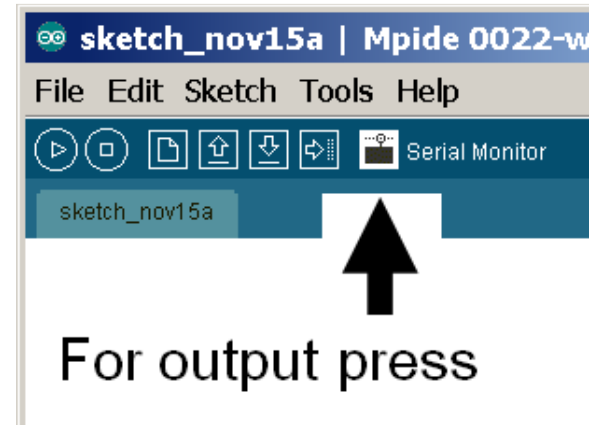 sketch_nov15a | Mpide 0022-w
File Edit Sketch Tools Help
Serial Monitor
sketch_nov15a
For output press